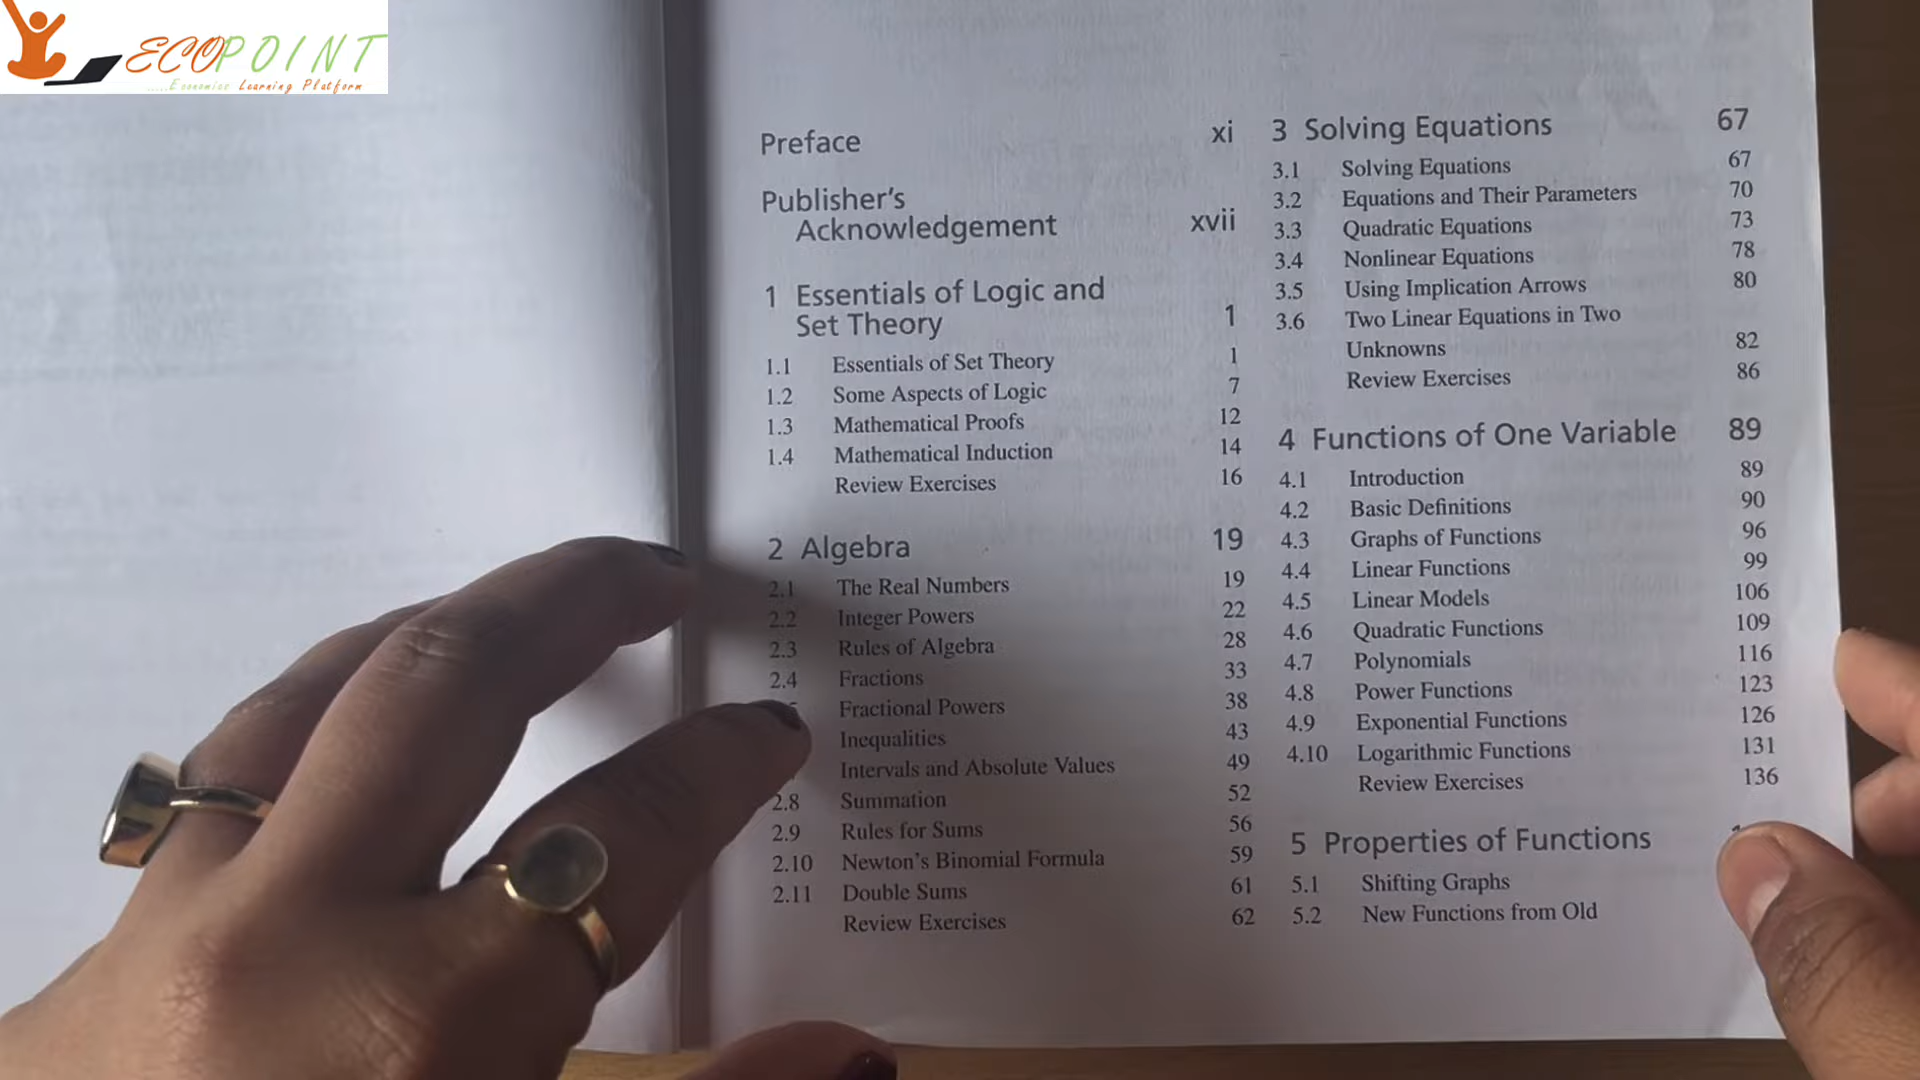 ECOPOINT
.....Economics Learning Platform
Preface xi
Publisher's
Acknowledgement xvii
1 Essentials of Logic and
Set Theory 1
1.1 Essentials of Set Theory 1
1.2 Some Aspects of Logic 7
1.3 Mathematical Proofs 12
1.4 Mathematical Induction 14
Review Exercises 16
2 Algebra 19
2.1 The Real Numbers 19
2.2 Integer Powers 22
2.3 Rules of Algebra 28
2.4 Fractions 33
Fractional Powers 38
Inequalities 43
Intervals and Absolute Values 49
2.8 Summation 52
2.9 Rules for Sums 56
2.10 Newton's Binomial Formula 59
2.11 Double Sums 61
Review Exercises 62
3 Solving Equations 67
3.1 Solving Equations 67
3.2 Equations and Their Parameters 70
3.3 Quadratic Equations 73
3.4 Nonlinear Equations 78
3.5 Using Implication Arrows 80
3.6 Two Linear Equations in Two
Unknowns 82
Review Exercises 86
4 Functions of One Variable 89
4.1 Introduction 89
4.2 Basic Definitions 90
4.3 Graphs of Functions 96
4.4 Linear Functions 99
4.5 Linear Models 106
4.6 Quadratic Functions 109
4.7 Polynomials 116
4.8 Power Functions 123
4.9 Exponential Functions 126
4.10 Logarithmic Functions 131
Review Exercises 136
5 Properties of Functions
5.1 Shifting Graphs
5.2 New Functions from Old